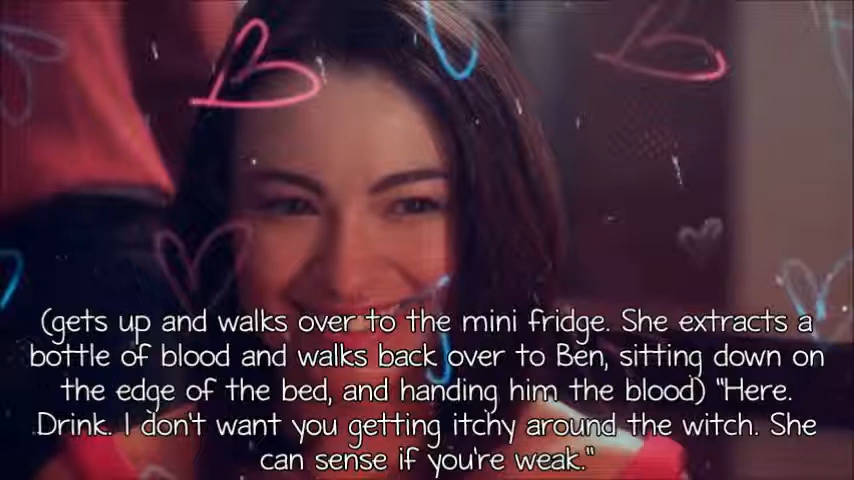 (gets up and walks over to the mini fridge. She extracts a
bottle of blood and walks back over to Ben, sitting down on
the edge of the bed, and handing him the blood) "Here.
Drink. I don't want you getting itchy around the witch. She
can sense if you're weak."